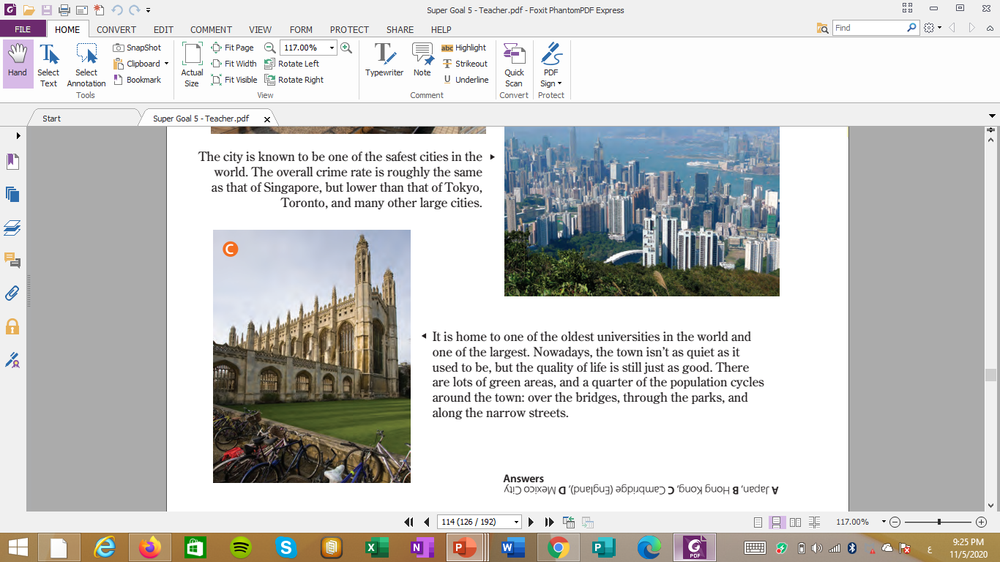 Super Goal 5 - Teacher.pdf - Foxit PhantomPDF Express
FILE HOME CONVERT EDIT COMMENT VIEW FORM PROTECT SHARE HELP
Find
Hand
Select Text
Select Annotation
SnapShot
Clipboard
Bookmark
Tools
Actual Size
Fit Page
Fit Width
Fit Visible
117.00%
Rotate Left
Rotate Right
View
Typewriter
Note
Highlight
Strikeout
Underline
Comment
Quick Scan
Convert
PDF Sign
Protect
Start
Super Goal 5 - Teacher.pdf
The city is known to be one of the safest cities in the
world. The overall crime rate is roughly the same
as that of Singapore, but lower than that of Tokyo,
Toronto, and many other large cities.
C
It is home to one of the oldest universities in the world and
one of the largest. Nowadays, the town isn't as quiet as it
used to be, but the quality of life is still just as good. There
are lots of green areas, and a quarter of the population cycles
around the town: over the bridges, through the parks, and
along the narrow streets.
Answers
A Japan, B Hong Kong, C Cambridge (England), D Mexico City
114 (126 / 192)
117.00%
ع
9:25 PM
11/5/2020